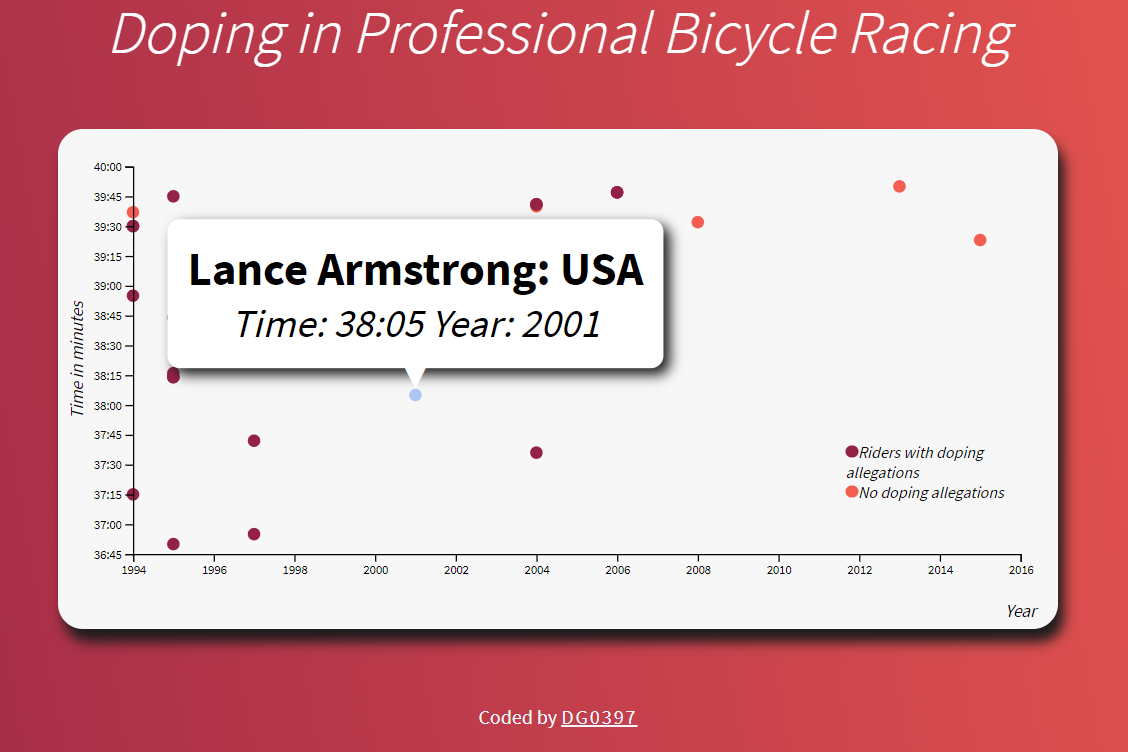 Doping in Professional Bicycle Racing
40:00
39:45
39:30
39:15
39:00
38:45
38:30
38:15
38:00
37:45
37:30
37:15
37:00
36:45
Time in minutes
Lance Armstrong: USA
Time: 38:05 Year: 2001
Riders with doping
allegations
No doping allegations
1994 1996 1998 2000 2002 2004 2006 2008 2010 2012 2014 2016
Year
Coded by DG0397